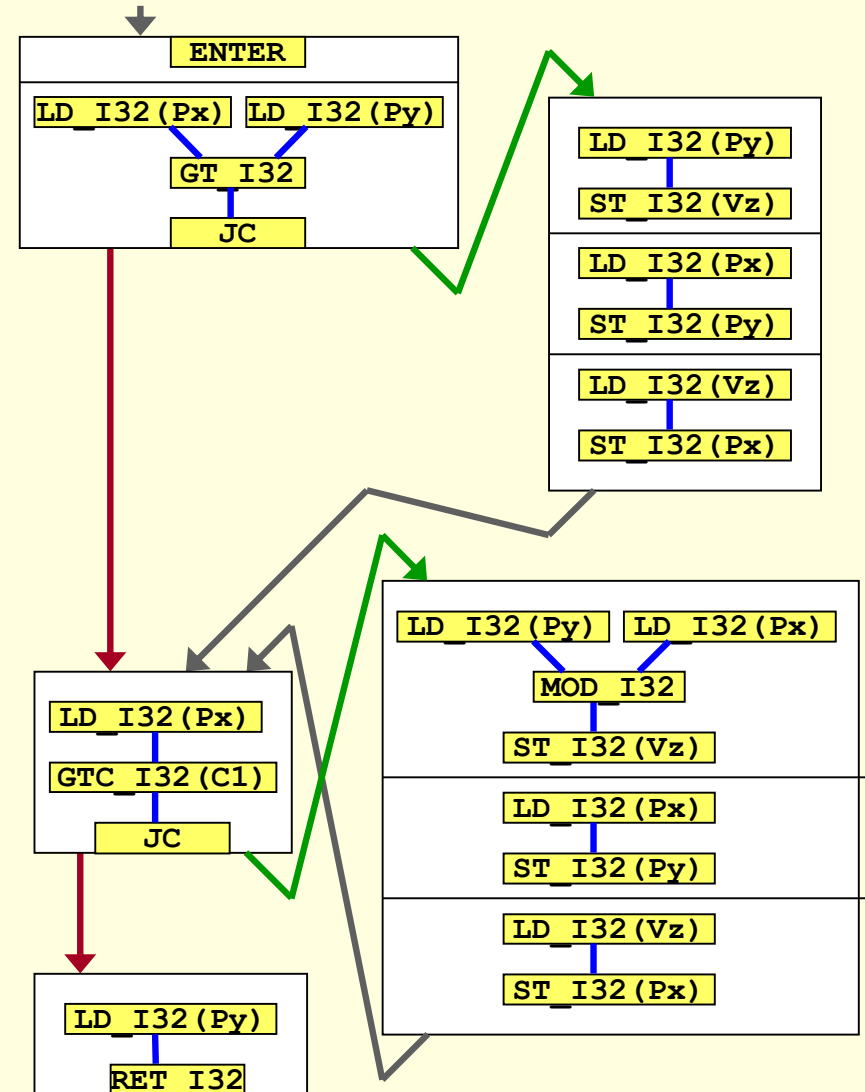 ENTER
LD_I32(Px) LD_I32(Py)
GT_I32
JC
LD_I32(Py)
ST_I32(Vz)
LD_I32(Px)
ST_I32(Py)
LD_I32(Vz)
ST_I32(Px)
LD_I32(Px)
GTC_I32(C1)
JC
LD_I32(Py) LD_I32(Px)
MOD_I32
ST_I32(Vz)
LD_I32(Px)
ST_I32(Py)
LD_I32(Vz)
ST_I32(Px)
LD_I32(Py)
RET_I32